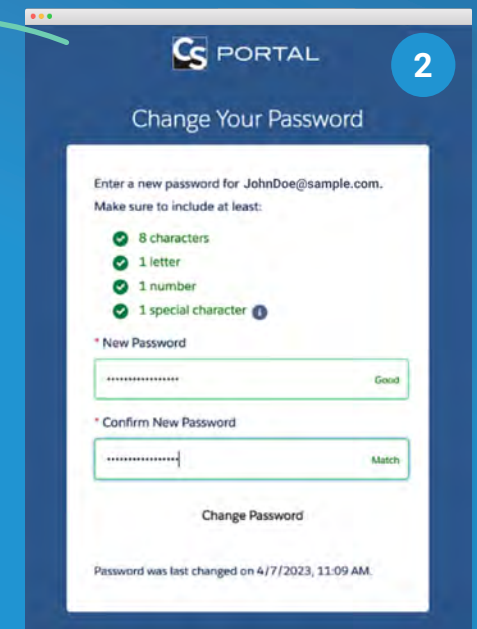 CS PORTAL
2
Change Your Password
Enter a new password for JohnDoe@sample.com.
Make sure to include at least:
8 characters
1 letter
1 number
1 special character i
* New Password
••••••••••••••••• Good
* Confirm New Password
••••••••••••••••• Match
Change Password
Password was last changed on 4/7/2023, 11:09 AM.